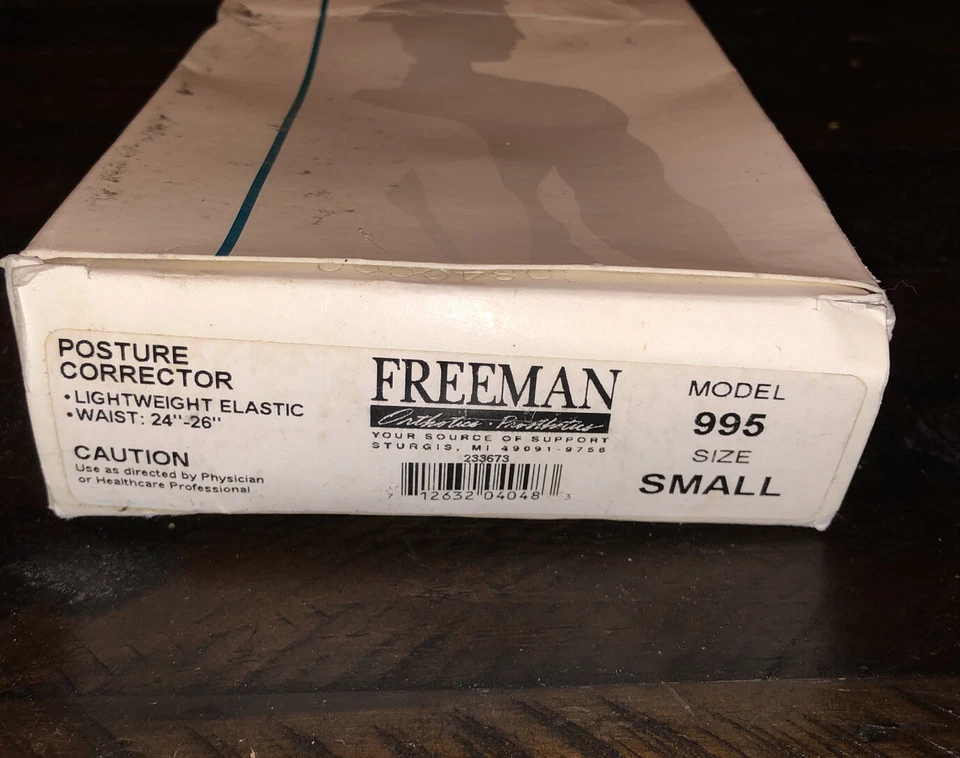 POSTURE
CORRECTOR
•LIGHTWEIGHT ELASTIC
•WAIST: 24"-26"
CAUTION
Use as directed by Physician
or Healthcare Professional
FREEMAN
Orthotics · Prosthetics
YOUR SOURCE OF SUPPORT
STURGIS, MI 49091-9756
233673
7 12632 04048 3
MODEL
995
SIZE
SMALL